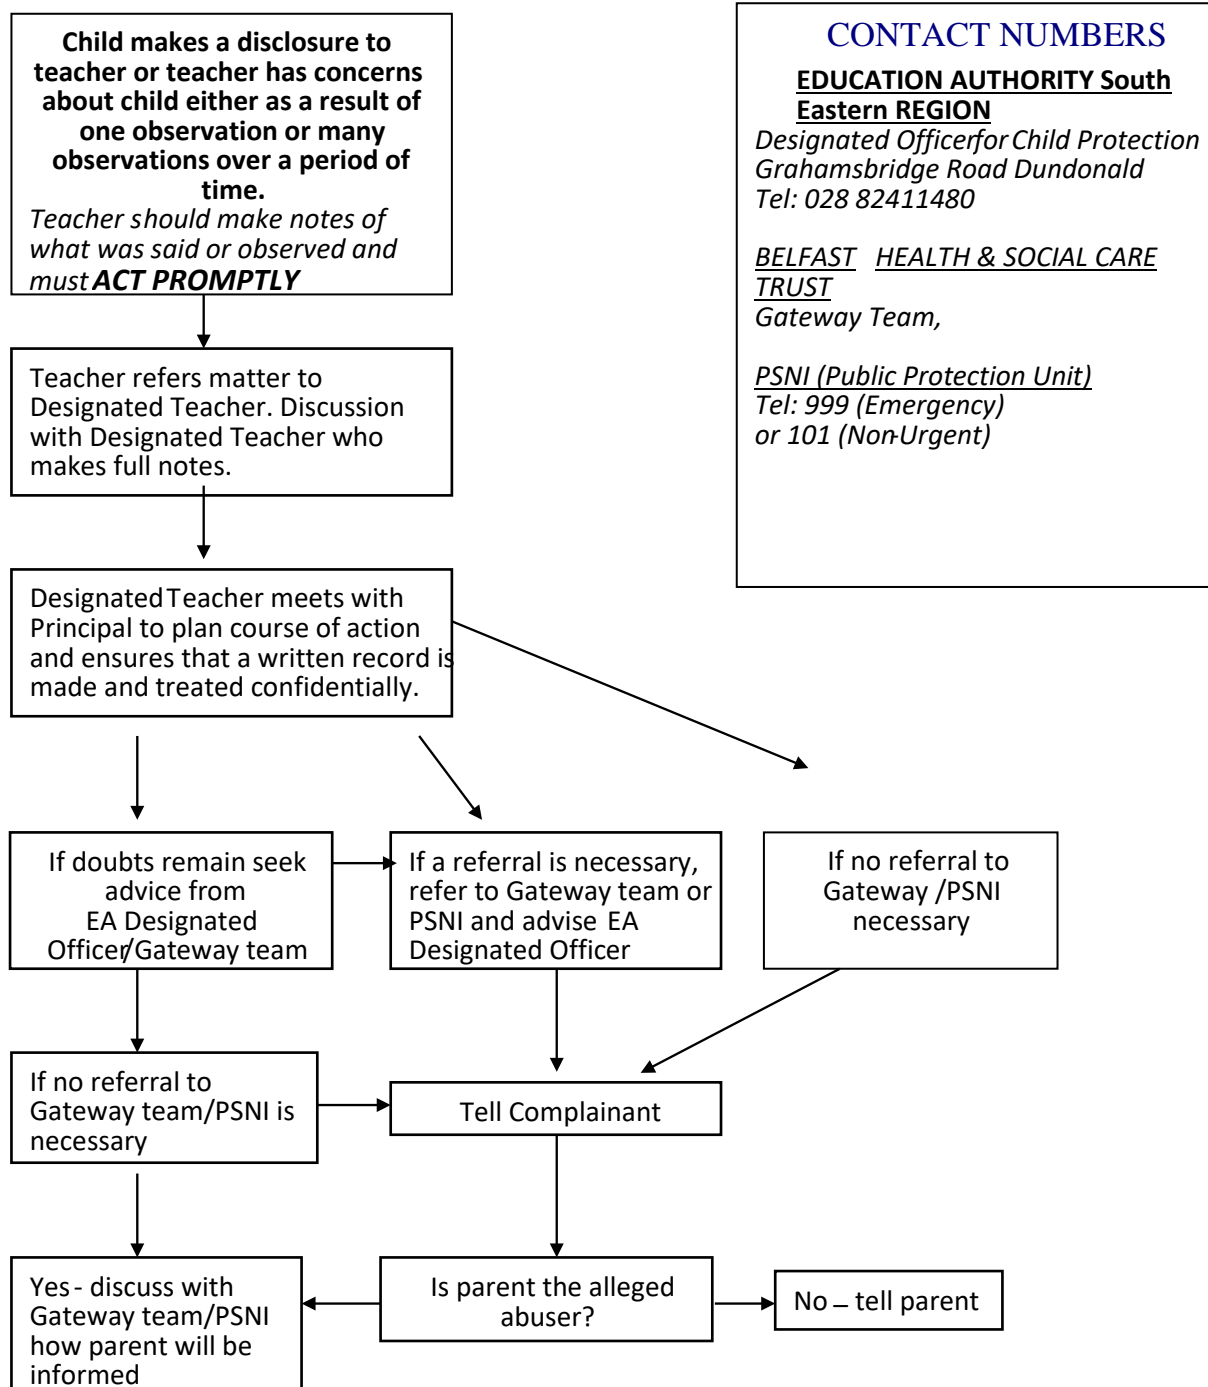 Child makes a disclosure to
teacher or teacher has concerns
about child either as a result of
one observation or many
observations over a period of
time.
Teacher should make notes of
what was said or observed and
must ACT PROMPTLY
Teacher refers matter to
Designated Teacher. Discussion
with Designated Teacher who
makes full notes.
Designated Teacher meets with
Principal to plan course of action
and ensures that a written record is
made and treated confidentially.
CONTACT NUMBERS
EDUCATION AUTHORITY South
Eastern REGION
Designated Officer for Child Protection
Grahamsbridge Road Dundonald
Tel: 028 82411480
BELFAST HEALTH & SOCIAL CARE
TRUST
Gateway Team,
PSNI (Public Protection Unit)
Tel: 999 (Emergency)
or 101 (Non-Urgent)
If doubts remain seek
advice from
EA Designated
Officer/Gateway team
If a referral is necessary,
refer to Gateway team or
PSNI and advise EA
Designated Officer
If no referral to
Gateway /PSNI
necessary
If no referral to
Gateway team/PSNI is
necessary
Tell Complainant
Yes - discuss with
Gateway team/PSNI
how parent will be
informed
Is parent the alleged
abuser?
No – tell parent